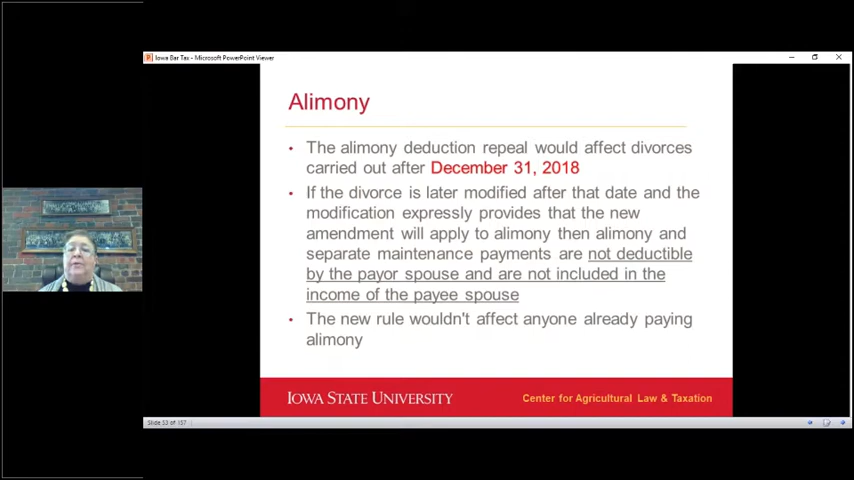 Iowa Bar Tax - Microsoft PowerPoint Viewer
Alimony
• The alimony deduction repeal would affect divorces
carried out after December 31, 2018
• If the divorce is later modified after that date and the
modification expressly provides that the new
amendment will apply to alimony then alimony and
separate maintenance payments are not deductible
by the payor spouse and are not included in the
income of the payee spouse
• The new rule wouldn't affect anyone already paying
alimony
IOWA STATE UNIVERSITY
Center for Agricultural Law & Taxation
Slide 53 of 157